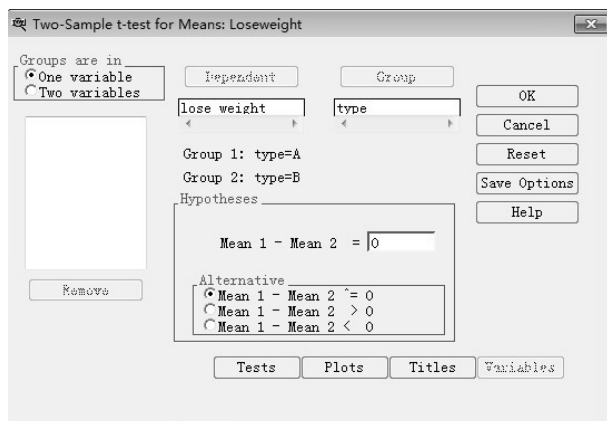 Two-Sample t-test for Means: Loseweight
Groups are in
One variable
Two variables
Dependent
Group
lose weight
type
Group 1: type=A
Group 2: type=B
Hypotheses
Mean 1 - Mean 2 = 0
Alternative
Mean 1 - Mean 2 ^= 0
Mean 1 - Mean 2 > 0
Mean 1 - Mean 2 < 0
Remove
OK
Cancel
Reset
Save Options
Help
Tests
Plots
Titles
Variables